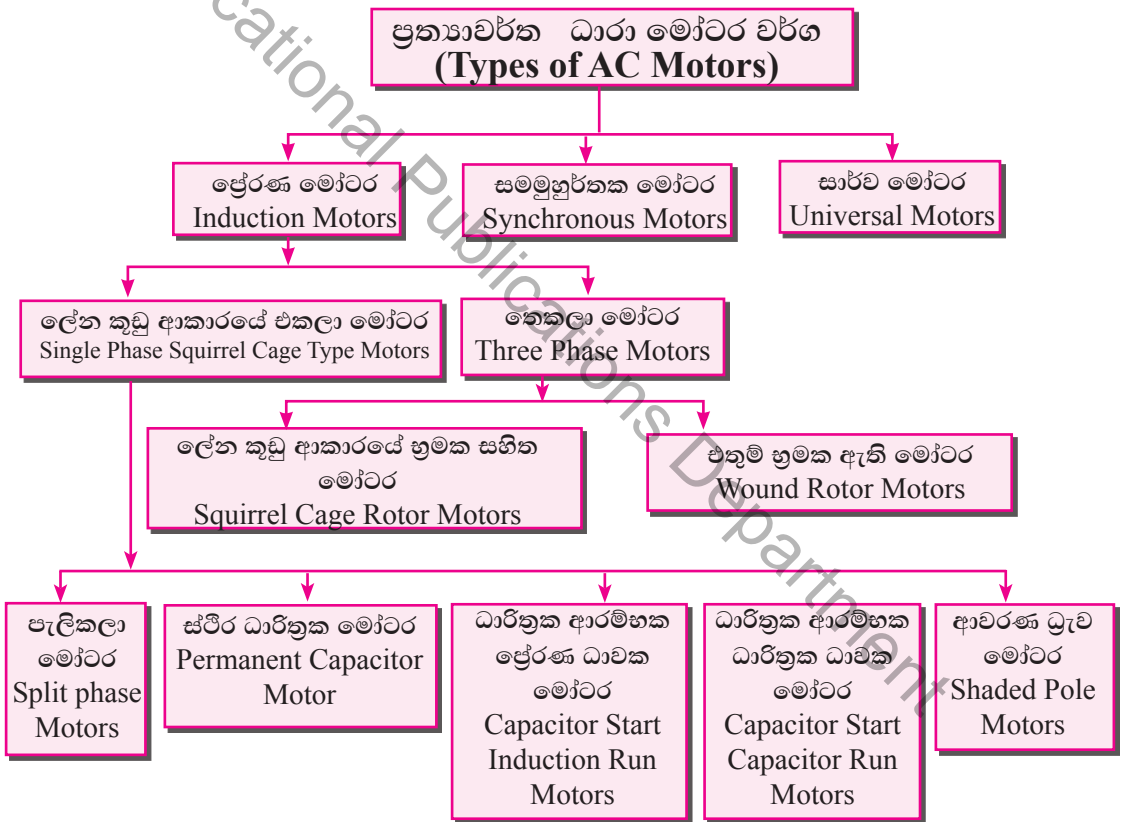 ප්‍රත්‍යාවර්ත ධාරා මෝටර වර්ග
(Types of AC Motors)
ප්‍රේරණ මෝටර
Induction Motors
සමමුහුර්තක මෝටර
Synchronous Motors
සාර්ව මෝටර
Universal Motors
ලේන කූඩු ආකාරයේ එකලා මෝටර
Single Phase Squirrel Cage Type Motors
තෙකලා මෝටර
Three Phase Motors
ලේන කූඩු ආකාරයේ භ්‍රමක සහිත
මෝටර
Squirrel Cage Rotor Motors
එතුම් භ්‍රමක ඇති මෝටර
Wound Rotor Motors
පැලිකලා
මෝටර
Split phase
Motors
ස්ථිර ධාරිත්‍රක මෝටර
Permanent Capacitor
Motor
ධාරිත්‍රක ආරම්භක
ප්‍රේරණ ධාවක
මෝටර
Capacitor Start
Induction Run
Motors
ධාරිත්‍රක ආරම්භක
ධාරිත්‍රක ධාවක
මෝටර
Capacitor Start
Capacitor Run
Motors
ආවරණ ධ්‍රැව
මෝටර
Shaded Pole
Motors
Publications Department